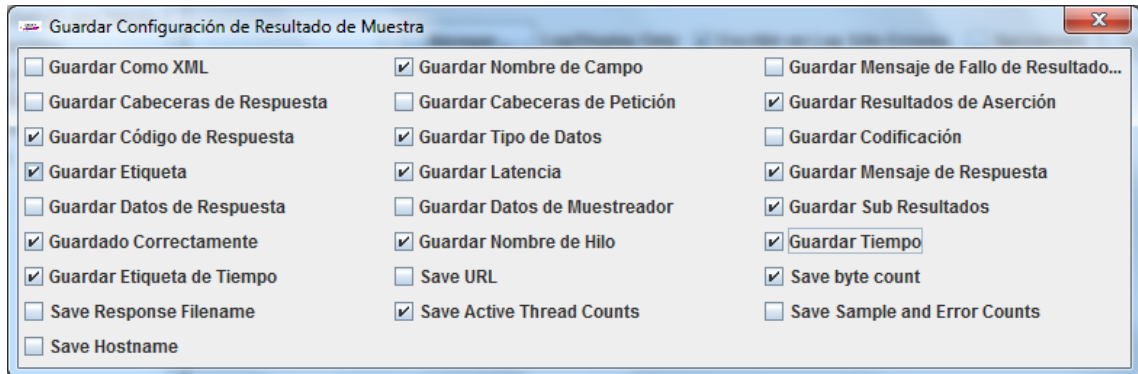 Guardar Configuración de Resultado de Muestra
Guardar Como XML Guardar Nombre de Campo Guardar Mensaje de Fallo de Resultado...
Guardar Cabeceras de Respuesta Guardar Cabeceras de Petición Guardar Resultados de Aserción
Guardar Código de Respuesta Guardar Tipo de Datos Guardar Codificación
Guardar Etiqueta Guardar Latencia Guardar Mensaje de Respuesta
Guardar Datos de Respuesta Guardar Datos de Muestreador Guardar Sub Resultados
Guardado Correctamente Guardar Nombre de Hilo Guardar Tiempo
Guardar Etiqueta de Tiempo Save URL Save byte count
Save Response Filename Save Active Thread Counts Save Sample and Error Counts
Save Hostname